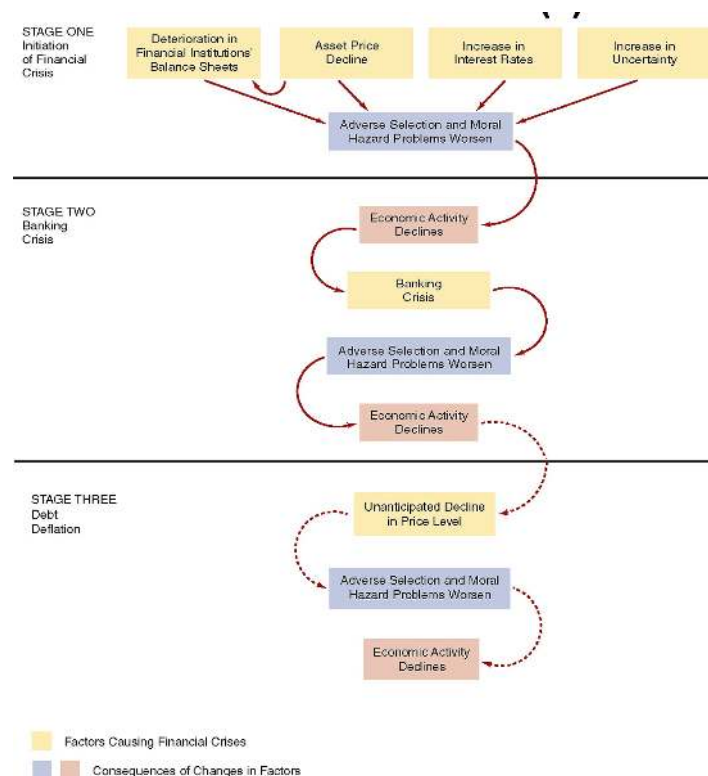 STAGE ONE
Initiation
of Financial
Crisis
Deterioration in
Financial Institutions'
Balance Sheets
Asset Price
Decline
Increase in
Interest Rates
Increase in
Uncertainty
Adverse Selection and Moral
Hazard Problems Worsen
STAGE TWO
Banking
Crisis
Economic Activity
Declines
Banking
Crisis
Adverse Selection and Moral
Hazard Problems Worsen
Economic Activity
Declines
STAGE THREE
Debt
Deflation
Unanticipated Decline
in Price Level
Adverse Selection and Moral
Hazard Problems Worsen
Economic Activity
Declines
Factors Causing Financial Crises
Consequences of Changes in Factors